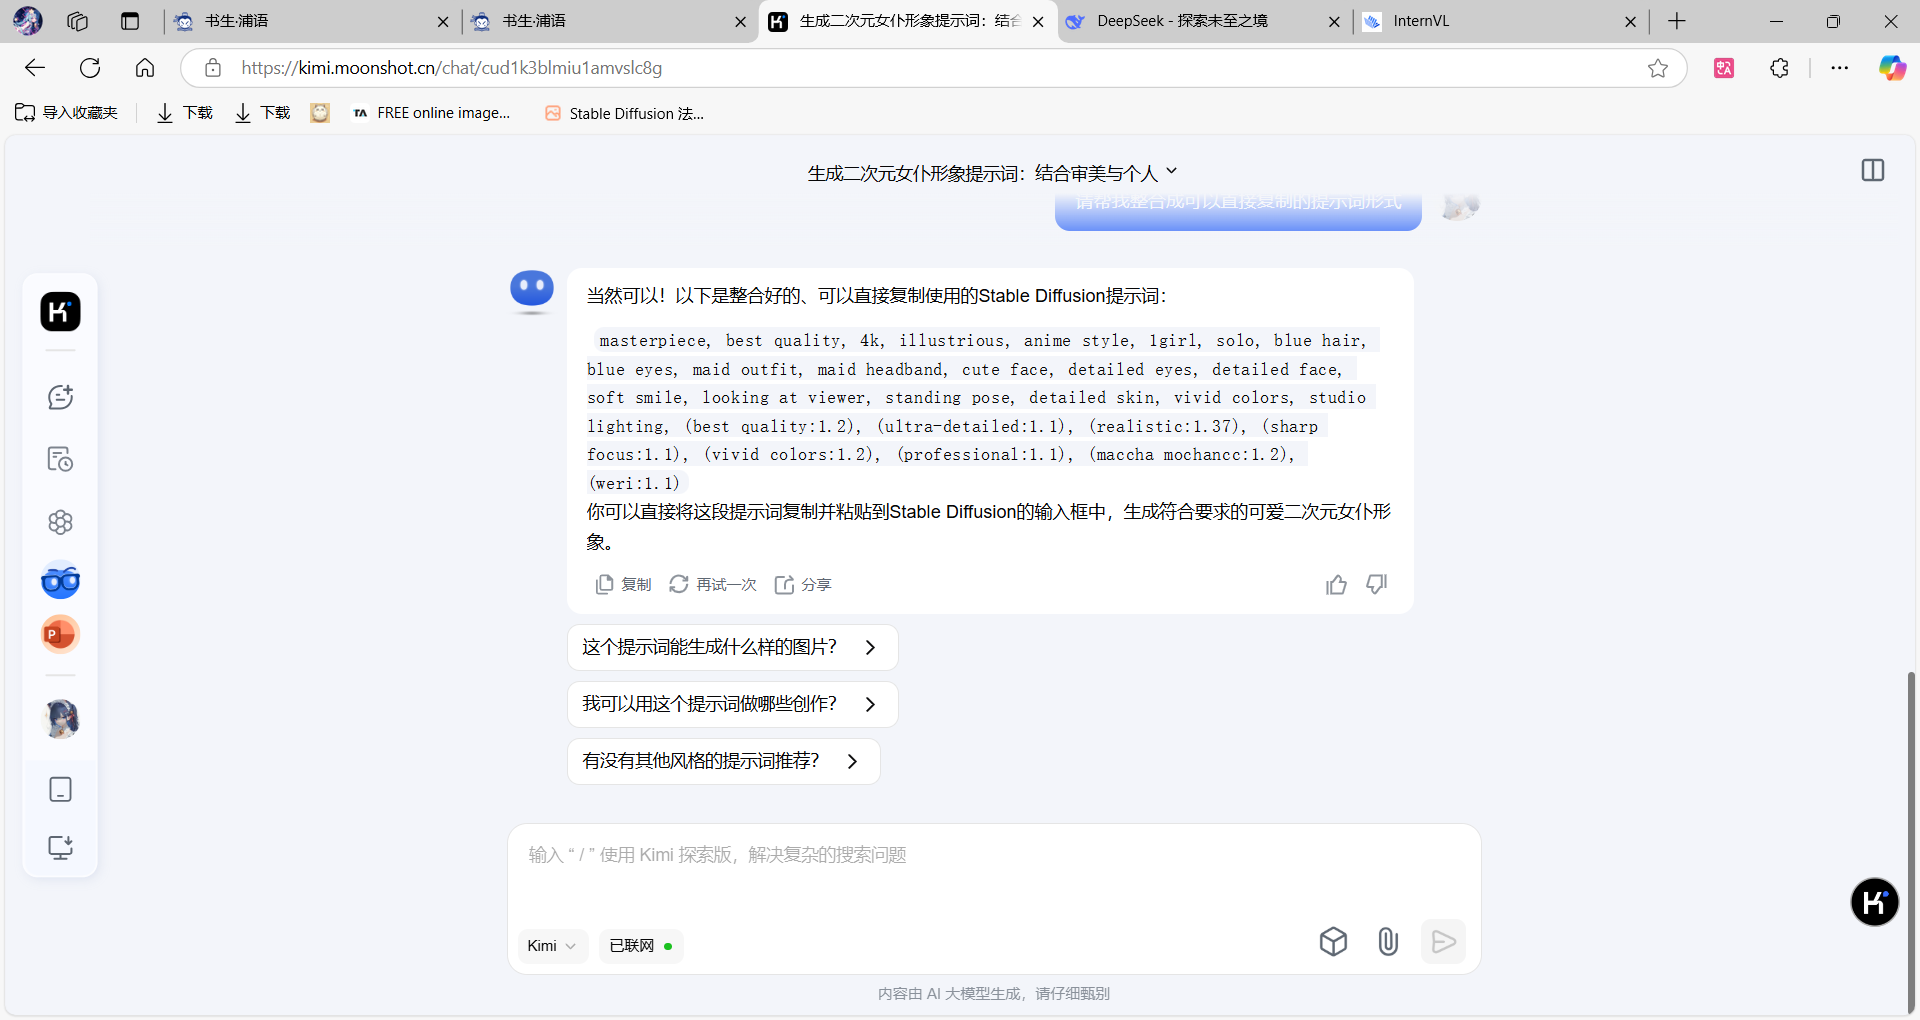 书生·浦语
书生·浦语
生成二次元女仆形象提示词：结合
DeepSeek - 探索未至之境
InternVL
https://kimi.moonshot.cn/chat/cud1k3blmiu1amvslc8g
导入收藏夹
下载
下载
FREE online image...
Stable Diffusion 法...
生成二次元女仆形象提示词：结合审美与个人
请帮我整合成可以直接复制的提示词形式
当然可以！以下是整合好的、可以直接复制使用的Stable Diffusion提示词：
masterpiece, best quality, 4k, illustrious, anime style, 1girl, solo, blue hair,
blue eyes, maid outfit, maid headband, cute face, detailed eyes, detailed face,
soft smile, looking at viewer, standing pose, detailed skin, vivid colors, studio
lighting, (best quality:1.2), (ultra-detailed:1.1), (realistic:1.37), (sharp
focus:1.1), (vivid colors:1.2), (professional:1.1), (maccha mochancc:1.2),
(weri:1.1)
你可以直接将这段提示词复制并粘贴到Stable Diffusion的输入框中，生成符合要求的可爱二次元女仆形
象。
复制
再试一次
分享
这个提示词能生成什么样的图片？
我可以用这个提示词做哪些创作？
有没有其他风格的提示词推荐？
输入 “ / ” 使用 Kimi 探索版，解决复杂的搜索问题
Kimi
已联网
内容由 AI 大模型生成，请仔细甄别